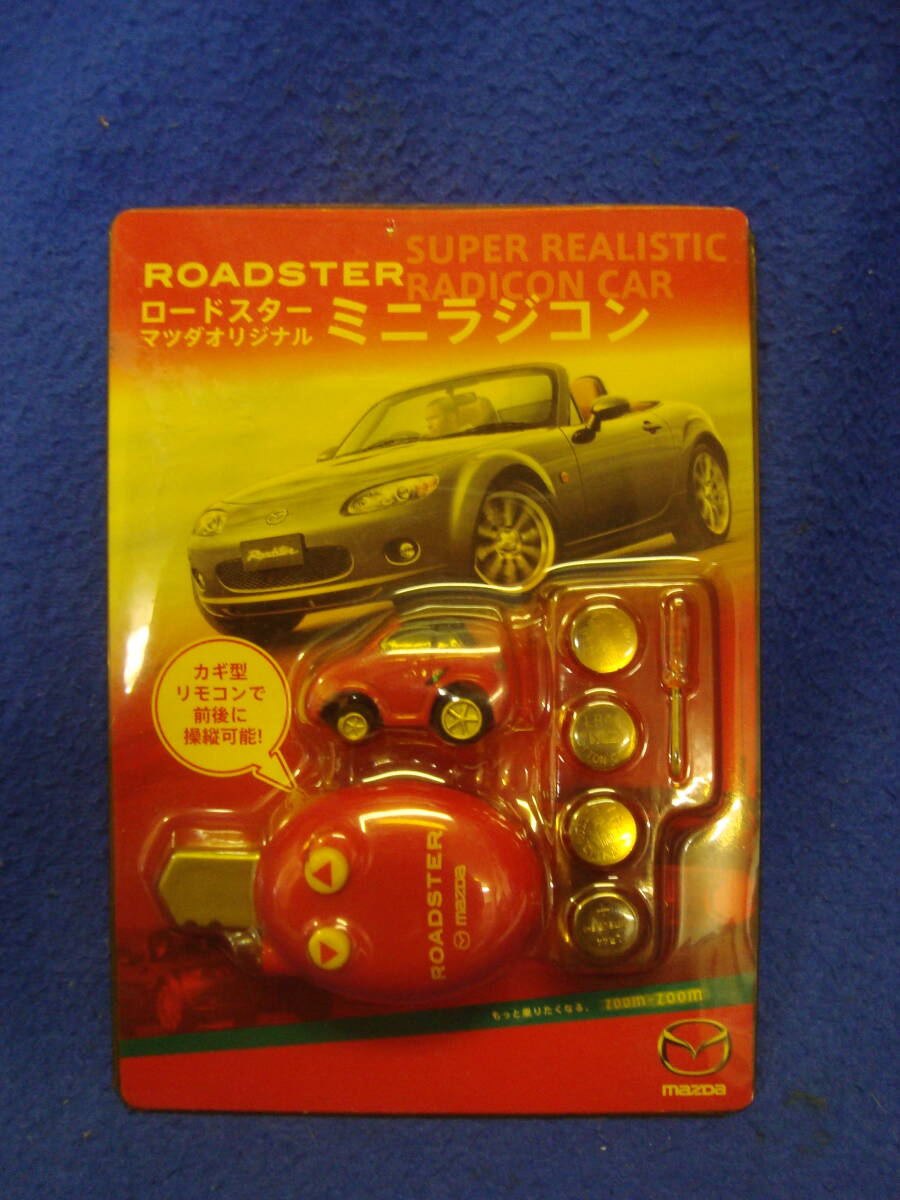 SUPER REALISTIC
RADICON CAR
ROADSTER
ロードスター
マツダオリジナル
ミニラジコン
Roadster
カギ型
リモコンで
前後に
操縦可能!
ROADSTER
mazda
もっと乗りたくなる。 zoom-zoom
mazda